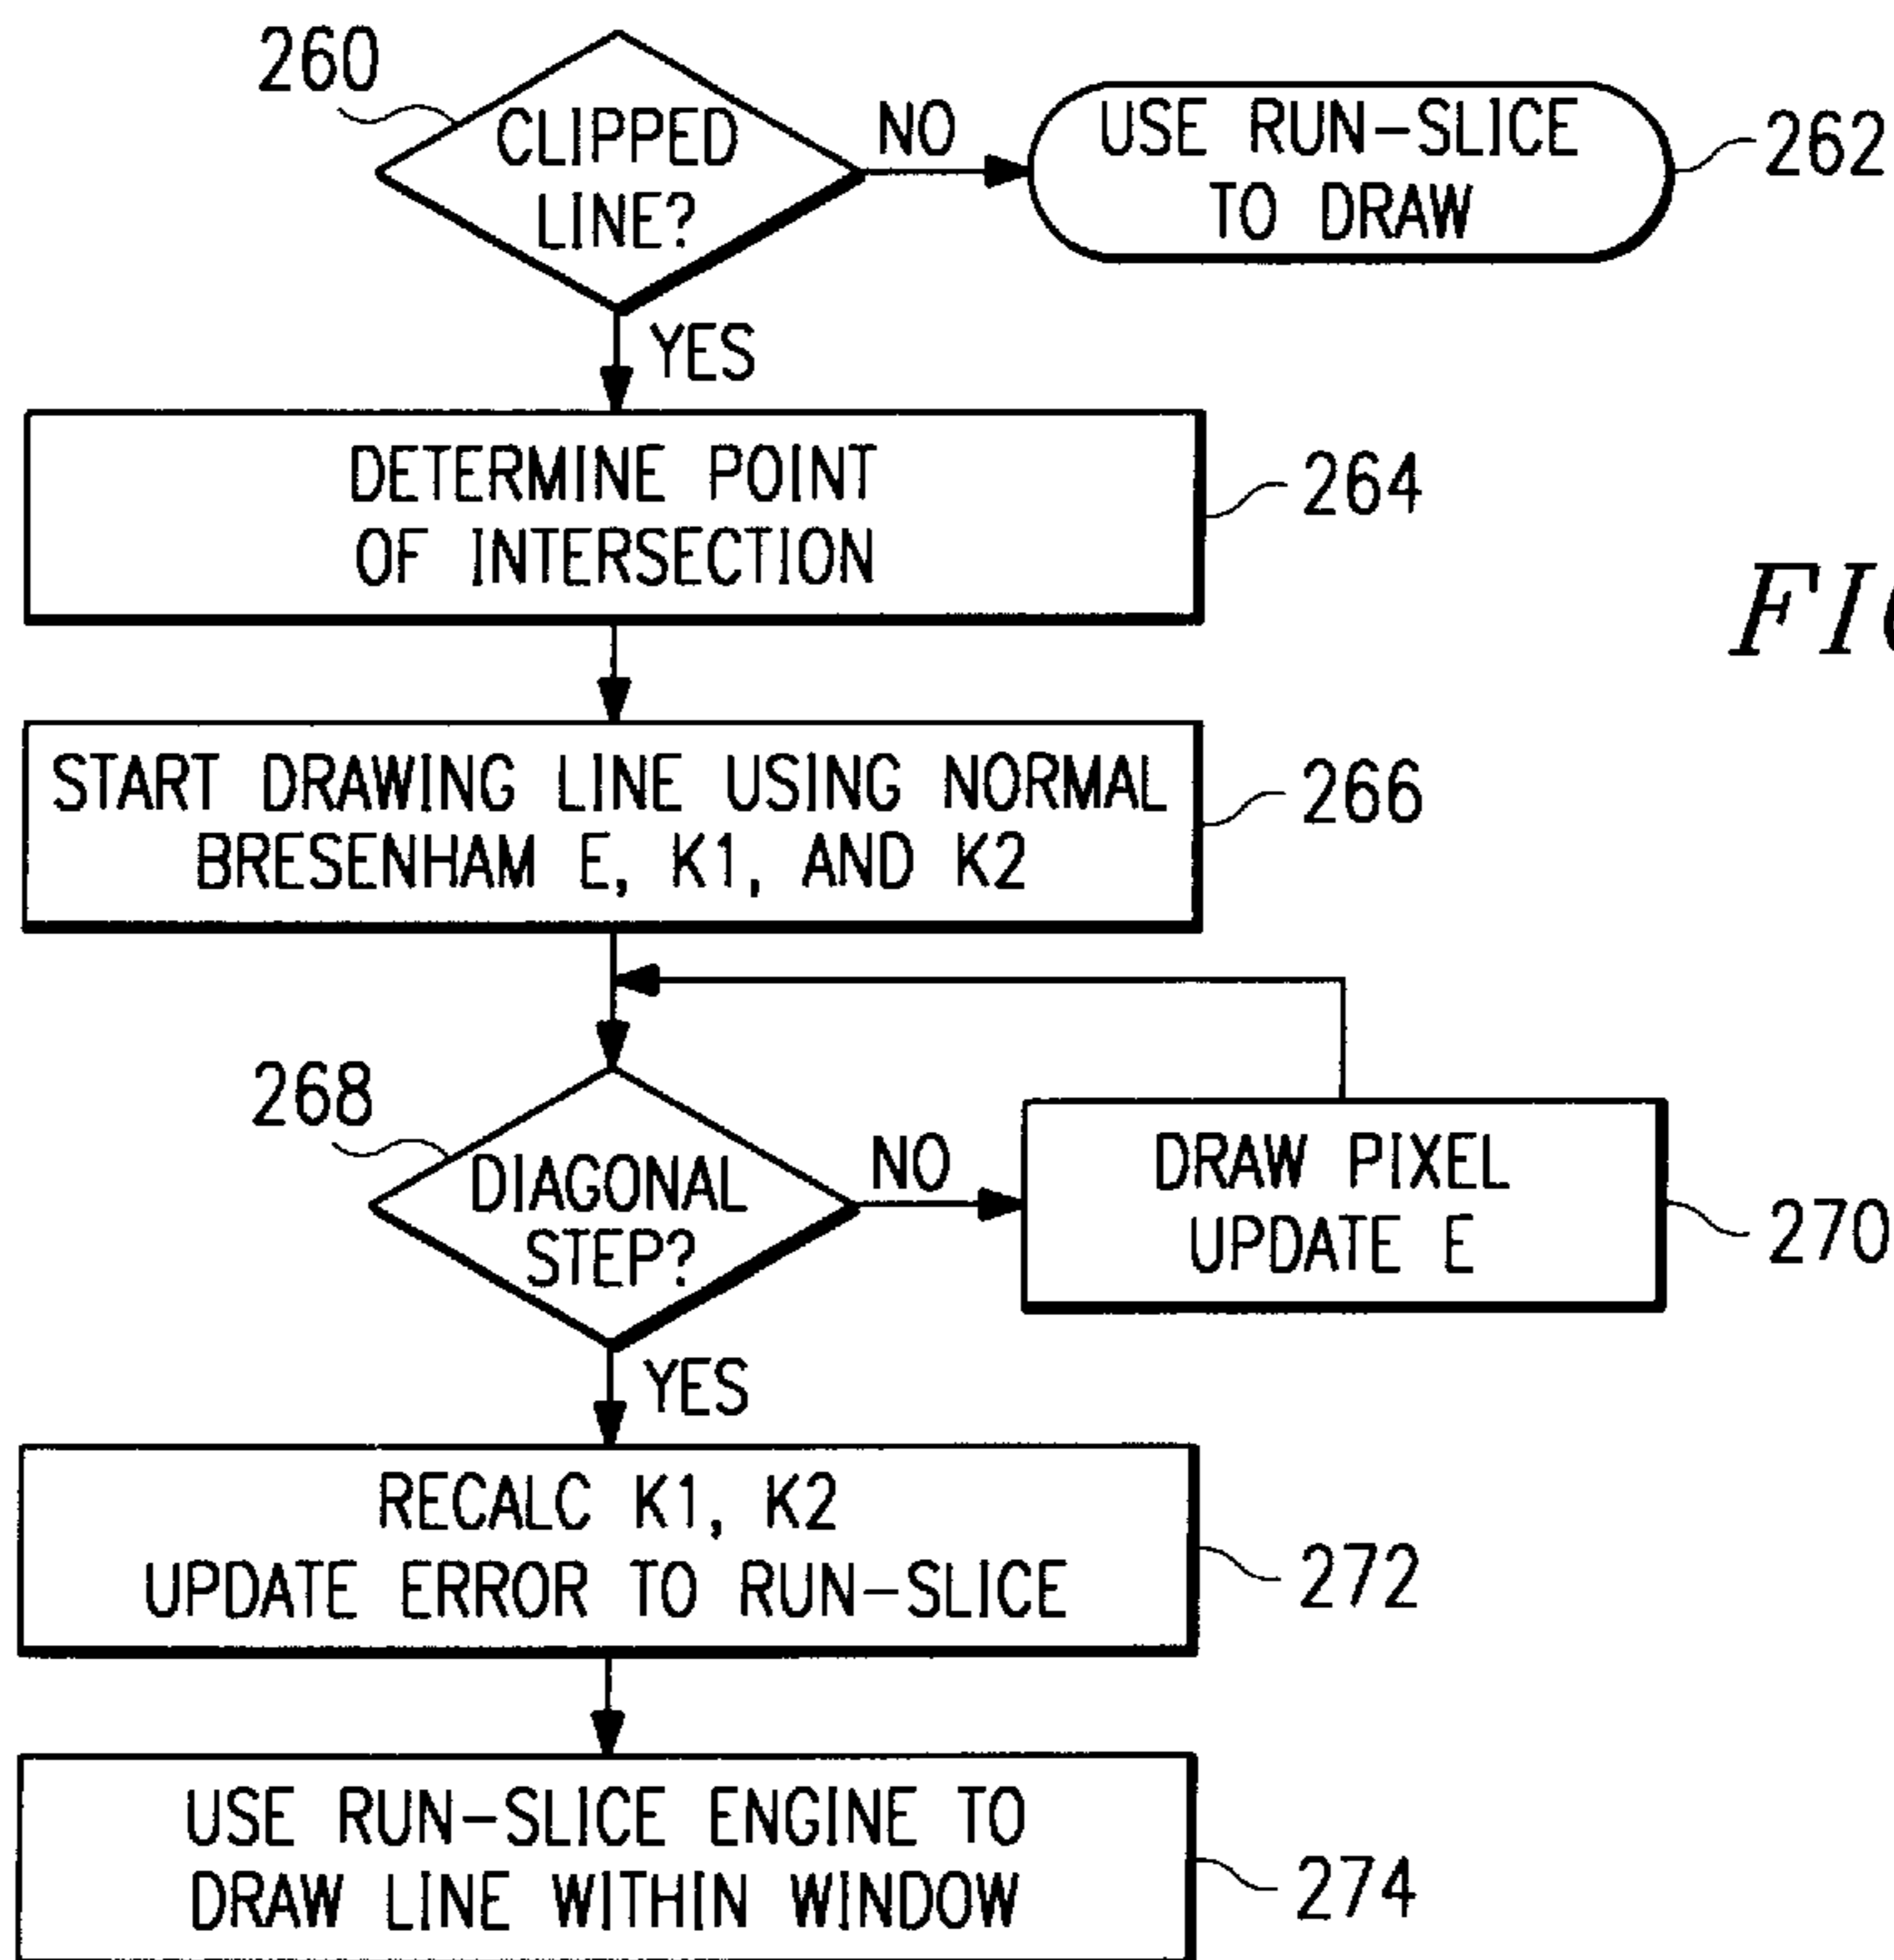 260
CLIPPED
LINE?
NO
USE RUN-SLICE
TO DRAW
262
YES
DETERMINE POINT
OF INTERSECTION
264
START DRAWING LINE USING NORMAL
BRESENHAM E, K1, AND K2
266
268
DIAGONAL
STEP?
NO
DRAW PIXEL
UPDATE E
270
YES
RECALC K1, K2
UPDATE ERROR TO RUN-SLICE
272
USE RUN-SLICE ENGINE TO
DRAW LINE WITHIN WINDOW
274